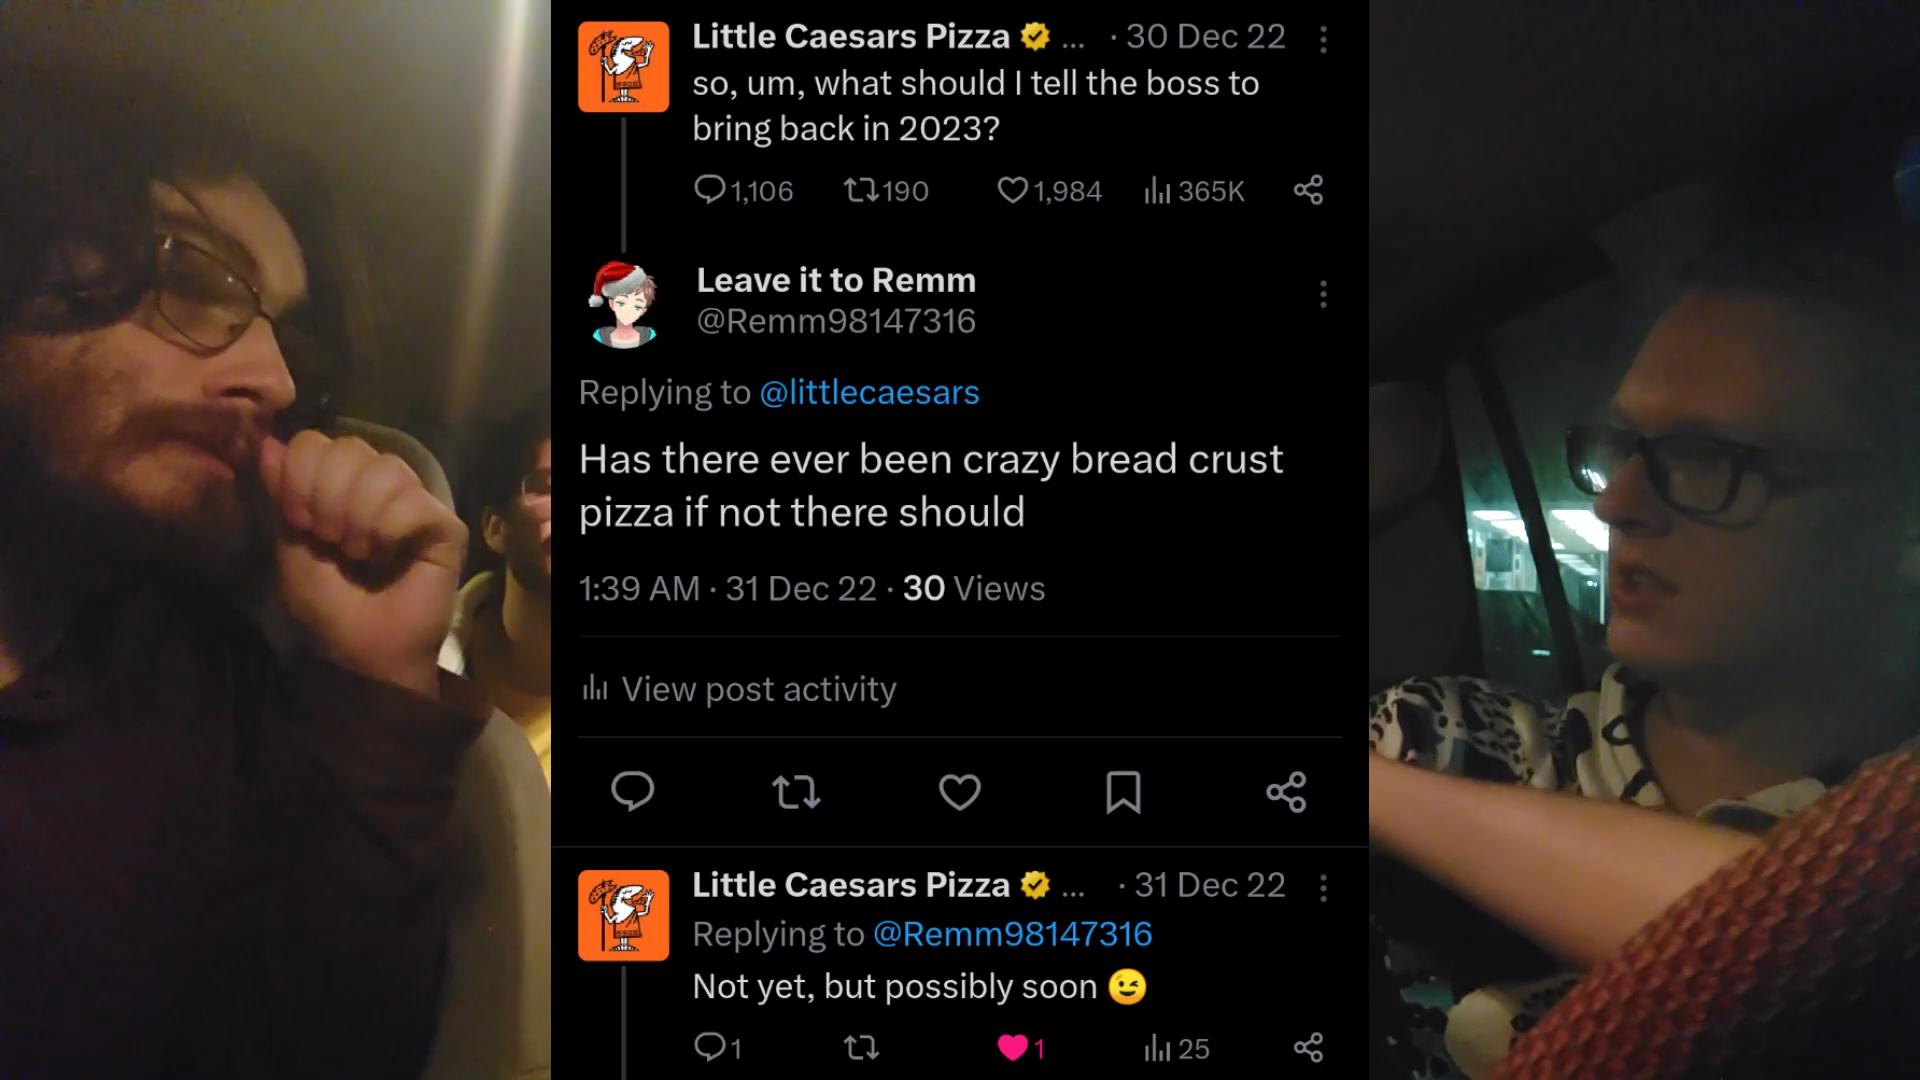 Little Caesars Pizza ... · 30 Dec 22
so, um, what should I tell the boss to
bring back in 2023?
1,106 190 1,984 365K
Leave it to Remm
@Remm98147316
Replying to @littlecaesars
Has there ever been crazy bread crust
pizza if not there should
1:39 AM · 31 Dec 22 · 30 Views
View post activity
Little Caesars Pizza ... · 31 Dec 22
Replying to @Remm98147316
Not yet, but possibly soon 😉
1 1 25